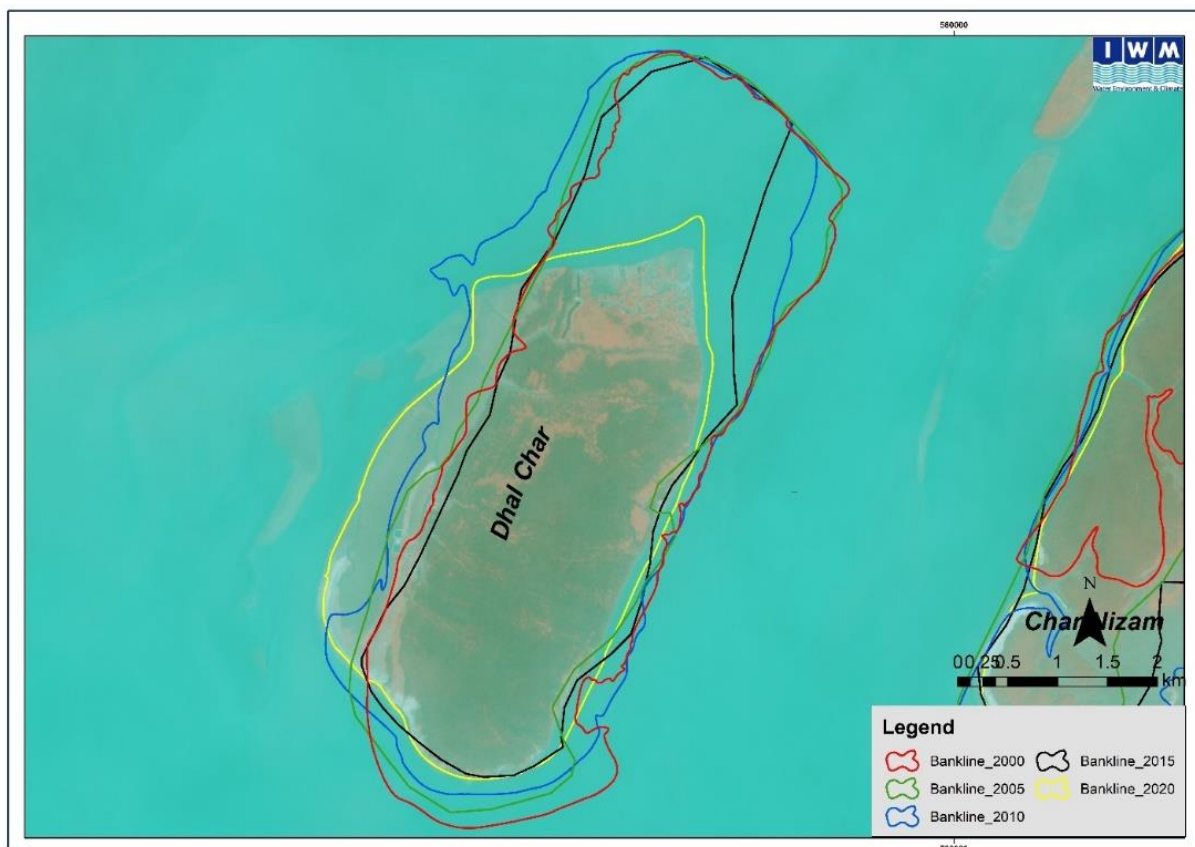 580000
I W M
Water Environment & Climate
Dhal Char
N
Char Nizam
0 0.25 0.5 1 1.5 2
km
Legend
Bankline_2000
Bankline_2015
Bankline_2005
Bankline_2020
Bankline_2010